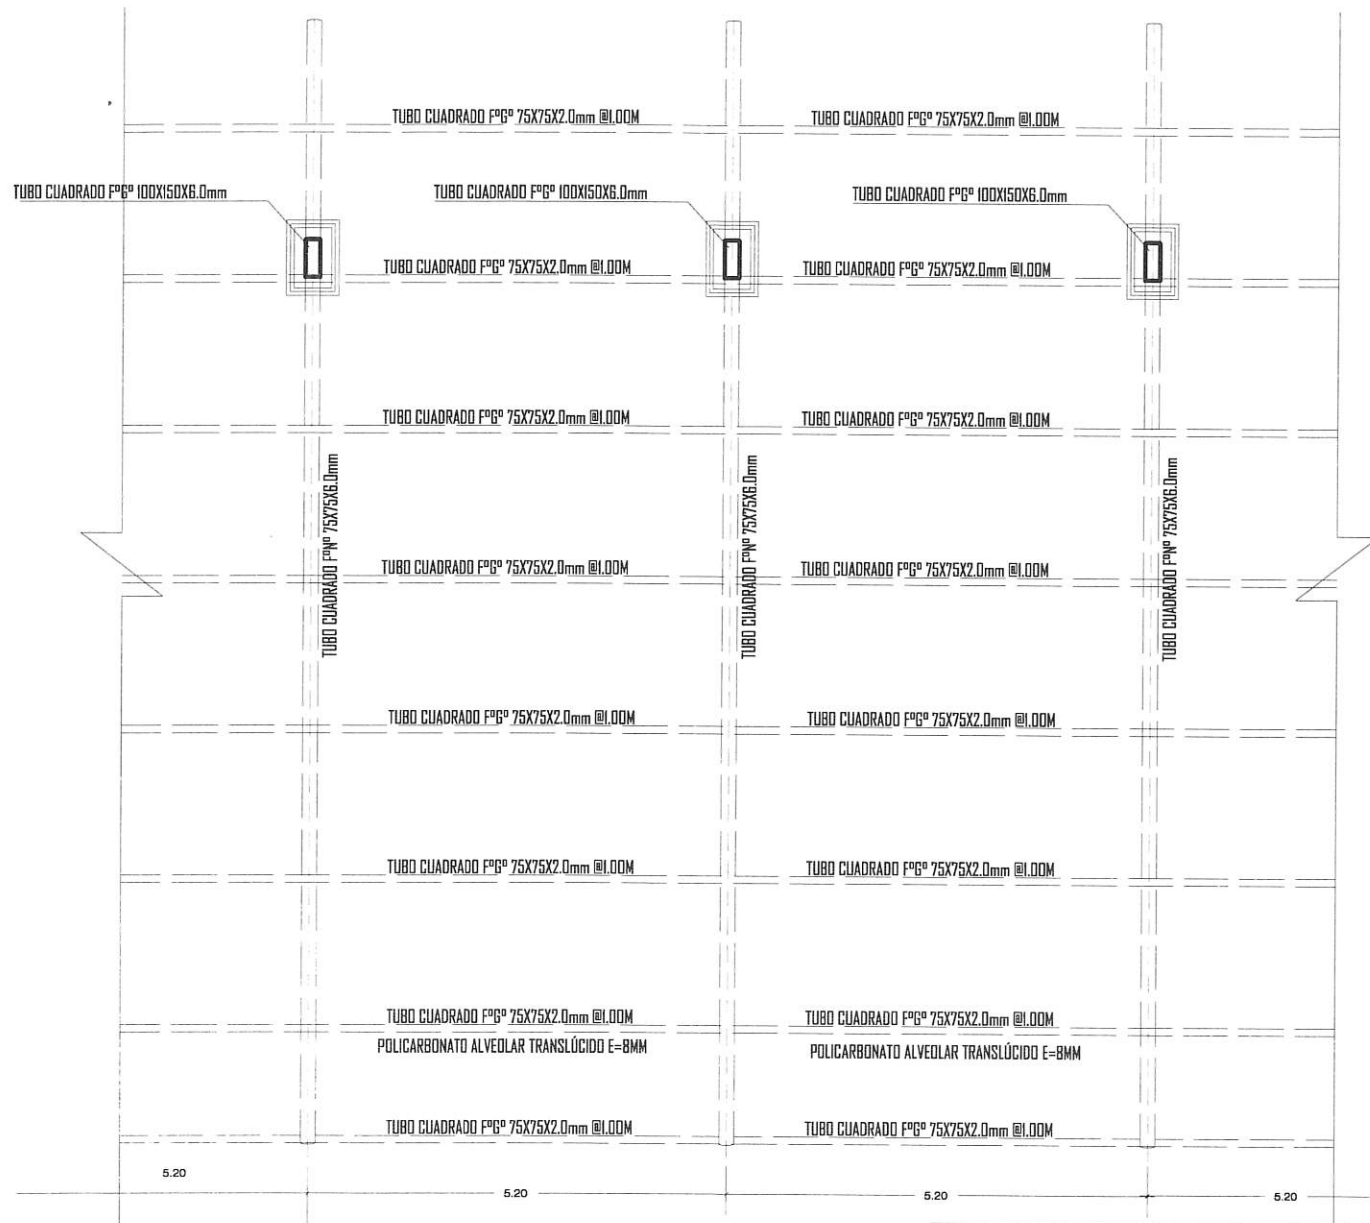 TUBO CUADRADO FºGº 75X75X2.0mm @1.00M
TUBO CUADRADO FºGº 75X75X2.0mm @1.00M
TUBO CUADRADO FºGº 100X150X6.0mm
TUBO CUADRADO FºGº 100X150X6.0mm
TUBO CUADRADO FºGº 100X150X6.0mm
TUBO CUADRADO FºGº 75X75X2.0mm @1.00M
TUBO CUADRADO FºGº 75X75X2.0mm @1.00M
TUBO CUADRADO FºGº 75X75X2.0mm @1.00M
TUBO CUADRADO FºGº 75X75X2.0mm @1.00M
TUBO CUADRADO FºNº 75X75X6.0mm
TUBO CUADRADO FºNº 75X75X6.0mm
TUBO CUADRADO FºNº 75X75X6.0mm
TUBO CUADRADO FºGº 75X75X2.0mm @1.00M
TUBO CUADRADO FºGº 75X75X2.0mm @1.00M
TUBO CUADRADO FºGº 75X75X2.0mm @1.00M
TUBO CUADRADO FºGº 75X75X2.0mm @1.00M
TUBO CUADRADO FºGº 75X75X2.0mm @1.00M
TUBO CUADRADO FºGº 75X75X2.0mm @1.00M
TUBO CUADRADO FºGº 75X75X2.0mm @1.00M
TUBO CUADRADO FºGº 75X75X2.0mm @1.00M
POLICARBONATO ALVEOLAR TRANSLÚCIDO E=8MM
POLICARBONATO ALVEOLAR TRANSLÚCIDO E=8MM
TUBO CUADRADO FºGº 75X75X2.0mm @1.00M
TUBO CUADRADO FºGº 75X75X2.0mm @1.00M
5.20
5.20
5.20
5.20